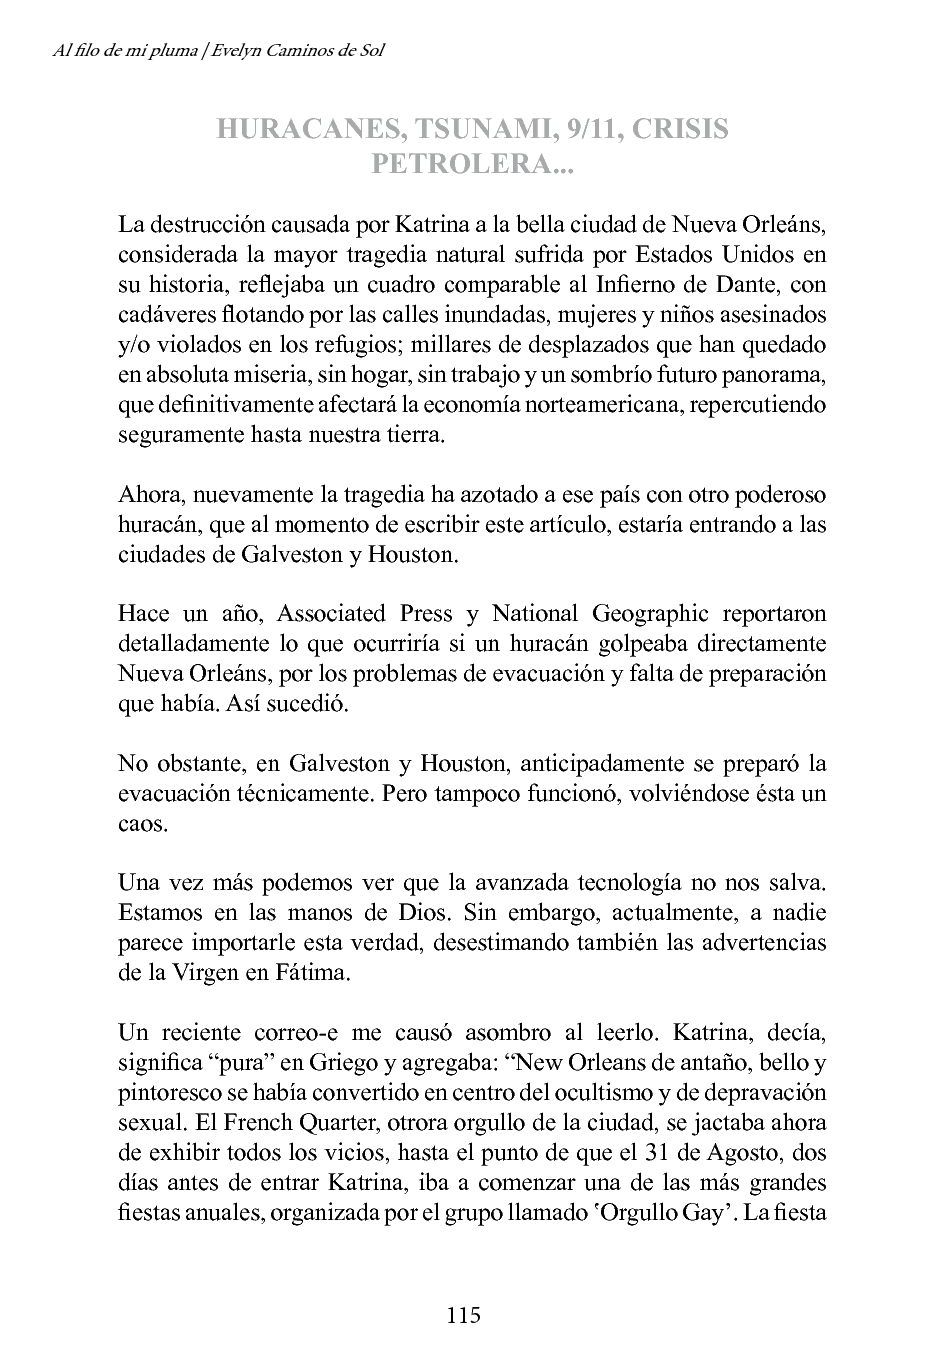 Al filo de mi pluma | Evelyn Caminos de Sol
HURACANES, TSUNAMI, 9/11, CRISIS
PETROLERA...
La destrucción causada por Katrina a la bella ciudad de Nueva Orleáns,
considerada la mayor tragedia natural sufrida por Estados Unidos en
su historia, reflejaba un cuadro comparable al Infierno de Dante, con
cadáveres flotando por las calles inundadas, mujeres y niños asesinados
y/o violados en los refugios; millares de desplazados que han quedado
en absoluta miseria, sin hogar, sin trabajo y un sombrío futuro panorama,
que definitivamente afectará la economía norteamericana, repercutiendo
seguramente hasta nuestra tierra.
Ahora, nuevamente la tragedia ha azotado a ese país con otro poderoso
huracán, que al momento de escribir este artículo, estaría entrando a las
ciudades de Galveston y Houston.
Hace un año, Associated Press y National Geographic reportaron
detalladamente lo que ocurriría si un huracán golpeaba directamente
Nueva Orleáns, por los problemas de evacuación y falta de preparación
que había. Así sucedió.
No obstante, en Galveston y Houston, anticipadamente se preparó la
evacuación técnicamente. Pero tampoco funcionó, volviéndose ésta un
caos.
Una vez más podemos ver que la avanzada tecnología no nos salva.
Estamos en las manos de Dios. Sin embargo, actualmente, a nadie
parece importarle esta verdad, desestimando también las advertencias
de la Virgen en Fátima.
Un reciente correo-e me causó asombro al leerlo. Katrina, decía,
significa “pura” en Griego y agregaba: “New Orleans de antaño, bello y
pintoresco se había convertido en centro del ocultismo y de depravación
sexual. El French Quarter, otrora orgullo de la ciudad, se jactaba ahora
de exhibir todos los vicios, hasta el punto de que el 31 de Agosto, dos
días antes de entrar Katrina, iba a comenzar una de las más grandes
fiestas anuales, organizada por el grupo llamado ‛Orgullo Gay’. La fiesta
115